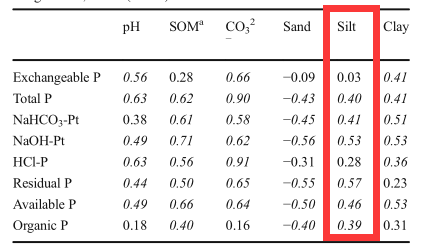 pH SOMa CO3 2 Sand Silt Clay
–
Exchangeable P 0.56 0.28 0.66 −0.09 0.03 0.41
Total P 0.63 0.62 0.90 −0.43 0.40 0.41
NaHCO3-Pt 0.38 0.61 0.58 −0.45 0.41 0.51
NaOH-Pt 0.49 0.71 0.62 −0.56 0.53 0.53
HCl-P 0.63 0.56 0.91 −0.31 0.28 0.36
Residual P 0.44 0.50 0.65 −0.55 0.57 0.23
Available P 0.49 0.66 0.64 −0.50 0.46 0.53
Organic P 0.18 0.40 0.16 −0.40 0.39 0.31